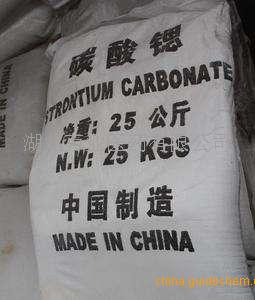 碳酸锶
STRONTIUM CARBONATE
净重: 25 公斤
N.W: 25 KGS
中国制造
MADE IN CHINA
MADE IN
china.guidechem.com